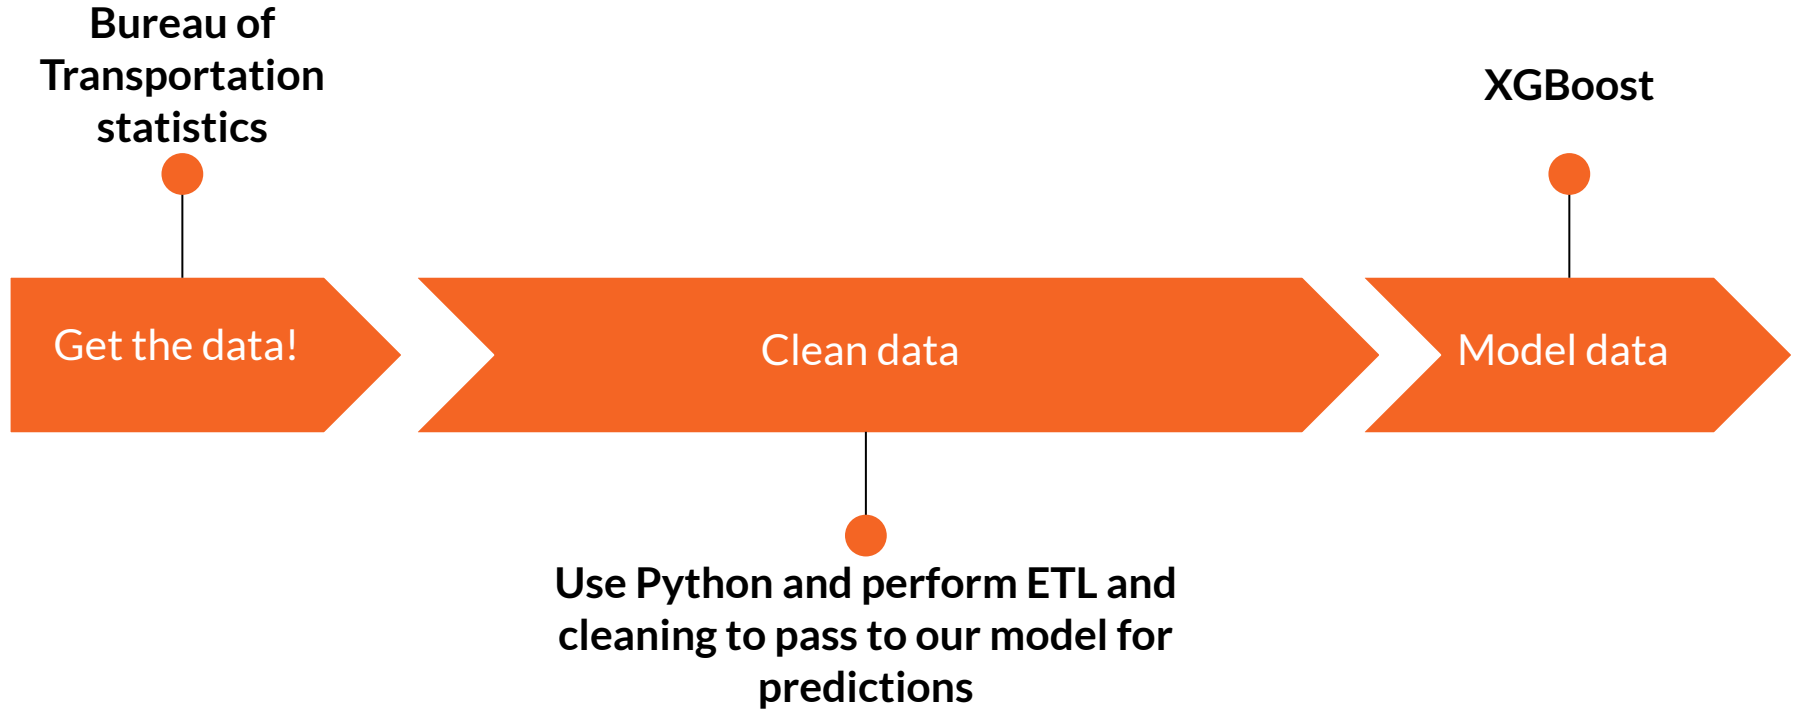 Bureau of
Transportation
statistics
XGBoost
Get the data!
Clean data
Model data
Use Python and perform ETL and
cleaning to pass to our model for
predictions